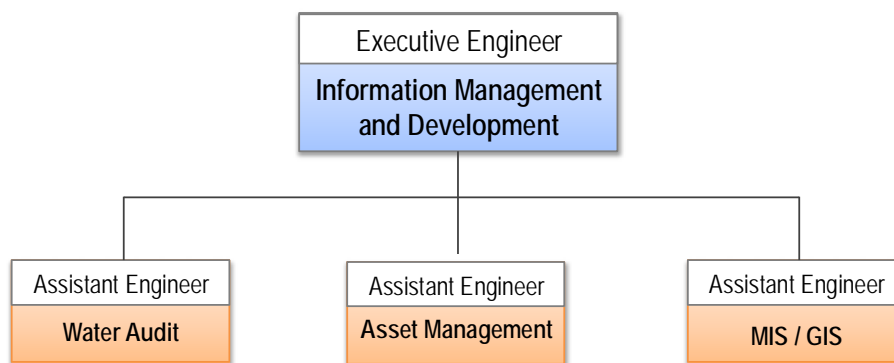 Executive Engineer
Information Management
and Development
Assistant Engineer
Water Audit
Assistant Engineer
Asset Management
Assistant Engineer
MIS / GIS